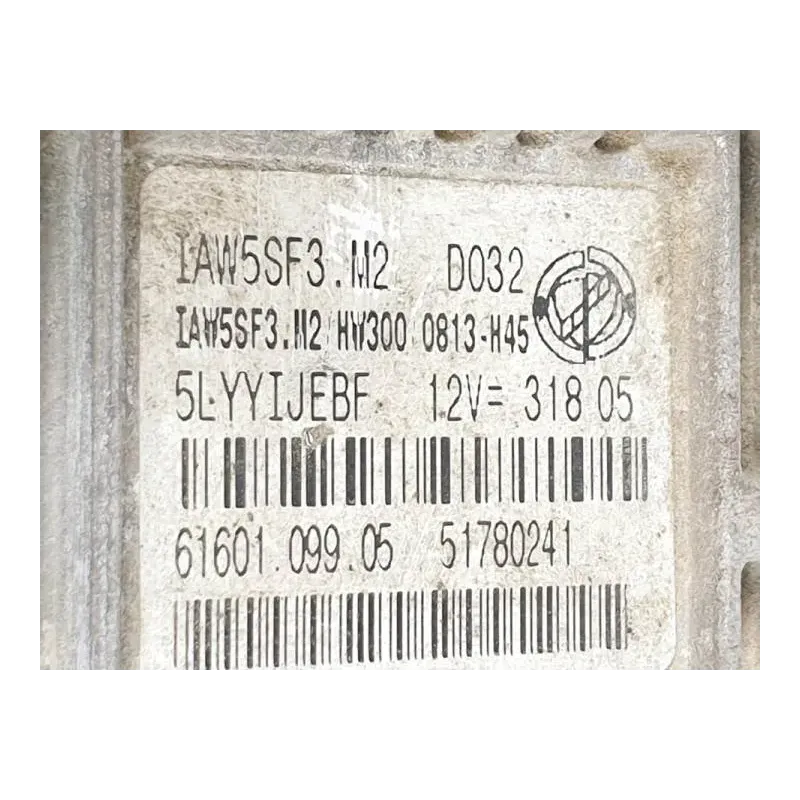 IAW5SF3.M2 D032
IAW5SF3.M2 HW300 0813-H45
5LYYIJEBF 12V= 318 05
61601.099.05 51780241